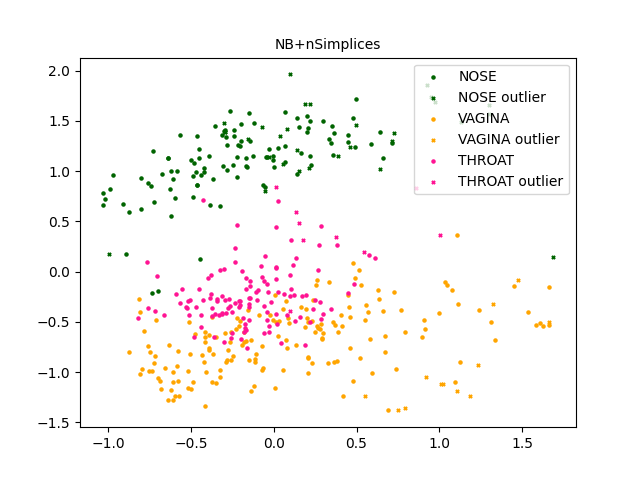 NB+nSimplices
NOSE
NOSE outlier
VAGINA
VAGINA outlier
THROAT
THROAT outlier
2.0
1.5
1.0
0.5
0.0
−0.5
−1.0
−1.5
−1.0 −0.5 0.0 0.5 1.0 1.5